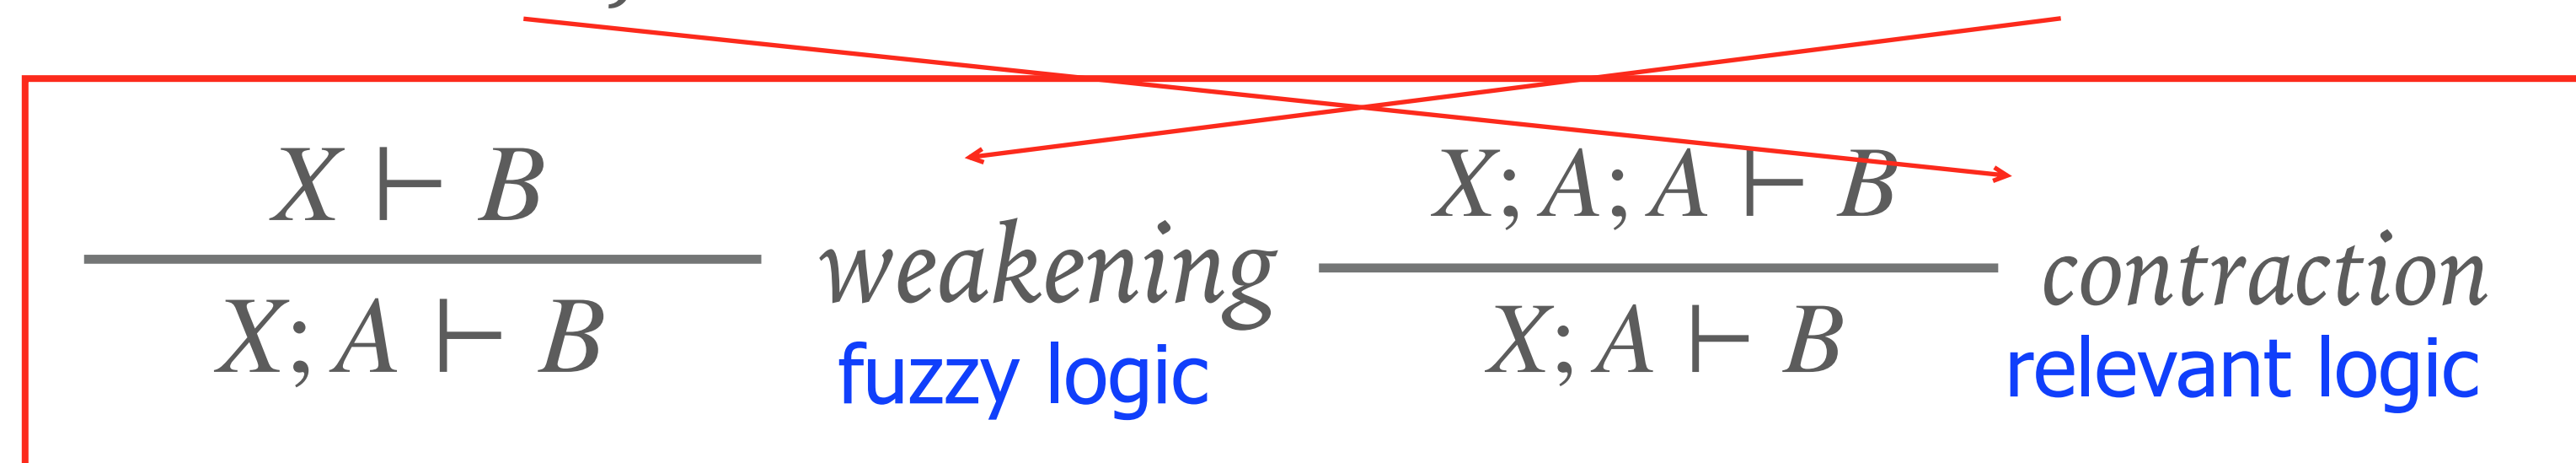 X ⊢ B
X; A ⊢ B
weakening
fuzzy logic
X; A; A ⊢ B
X; A ⊢ B
contraction
relevant logic